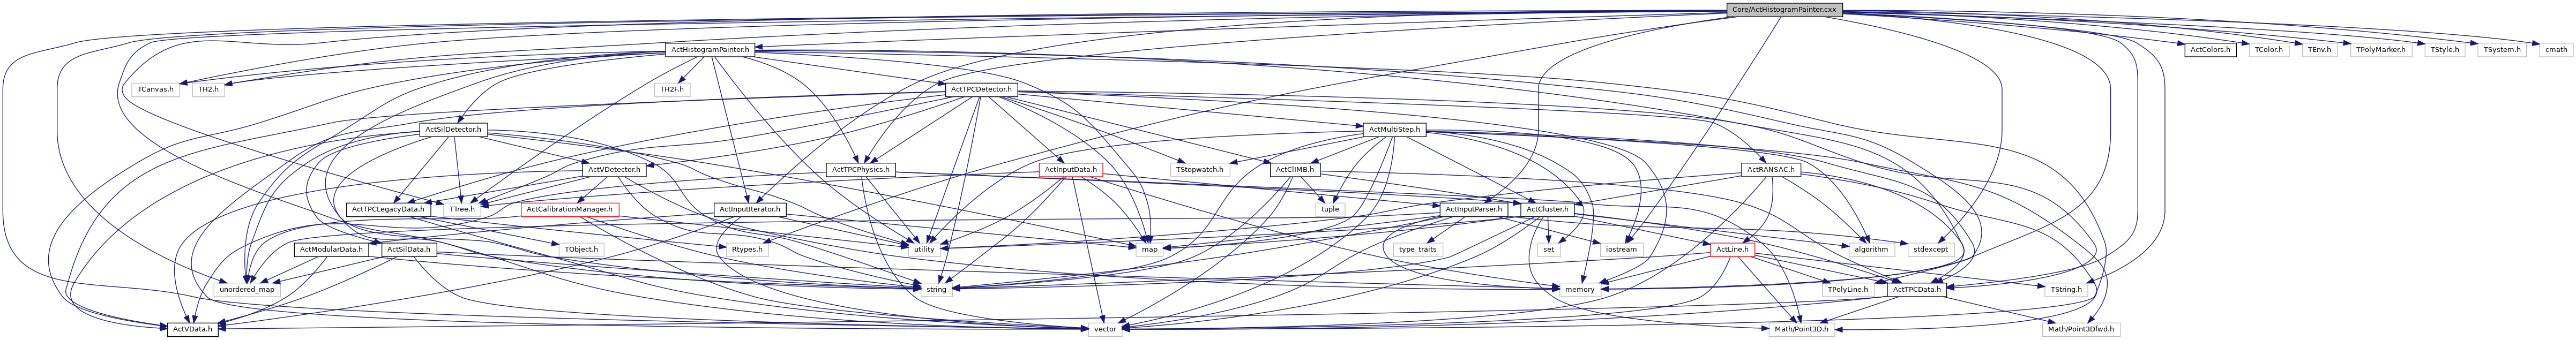 Core/ActHistogramPainter.cxx
ActHistogramPainter.h
ActColors.h
TColor.h
TEnv.h
TPolyMarker.h
TStyle.h
TSystem.h
cmath
TCanvas.h
TH2.h
TH2F.h
ActTPCDetector.h
ActSilDetector.h
ActMultiStep.h
ActVDetector.h
ActTPCPhysics.h
ActInputData.h
TStopwatch.h
ActCliMB.h
ActRANSAC.h
ActTPCLegacyData.h
TTree.h
ActCalibrationManager.h
ActInputIterator.h
tuple
ActInputParser.h
ActCluster.h
ActModularData.h
ActSilData.h
TObject.h
Rtypes.h
utility
map
type_traits
set
iostream
ActLine.h
algorithm
stdexcept
unordered_map
string
memory
TPolyLine.h
ActTPCData.h
TString.h
ActVData.h
vector
Math/Point3D.h
Math/Point3Dfwd.h